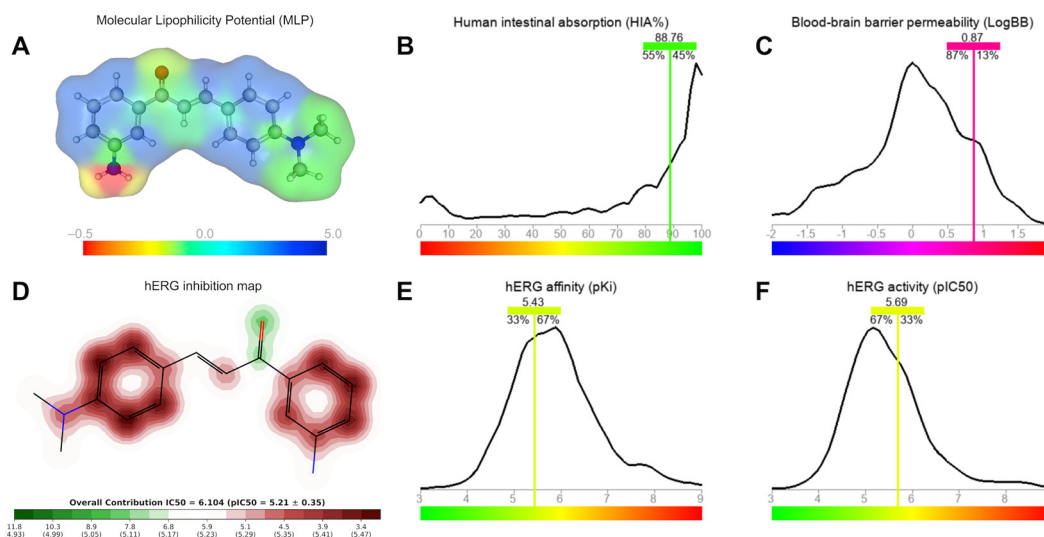 Molecular Lipophilicity Potential (MLP)
A
−0.5 0.0 5.0
Human intestinal absorption (HIA%)
B
88.76
55% 45%
0 10 20 30 40 50 60 70 80 90 100
Blood-brain barrier permeability (LogBB)
C
0.87
87% 13%
-2 -1.5 -1 -0.5 0 0.5 1 1.5
D
hERG inhibition map
Overall Contribution IC50 = 6.104 (pIC50 = 5.21 ± 0.35)
11.8 10.3 8.9 7.8 6.8 5.9 5.1 4.5 3.9 3.4
4.93) (4.99) (5.05) (5.11) (5.17) (5.23) (5.29) (5.35) (5.41) (5.47)
E
hERG affinity (pKi)
5.43
33% 67%
3 4 5 6 7 8 9
F
hERG activity (pIC50)
5.69
67% 33%
3 4 5 6 7 8